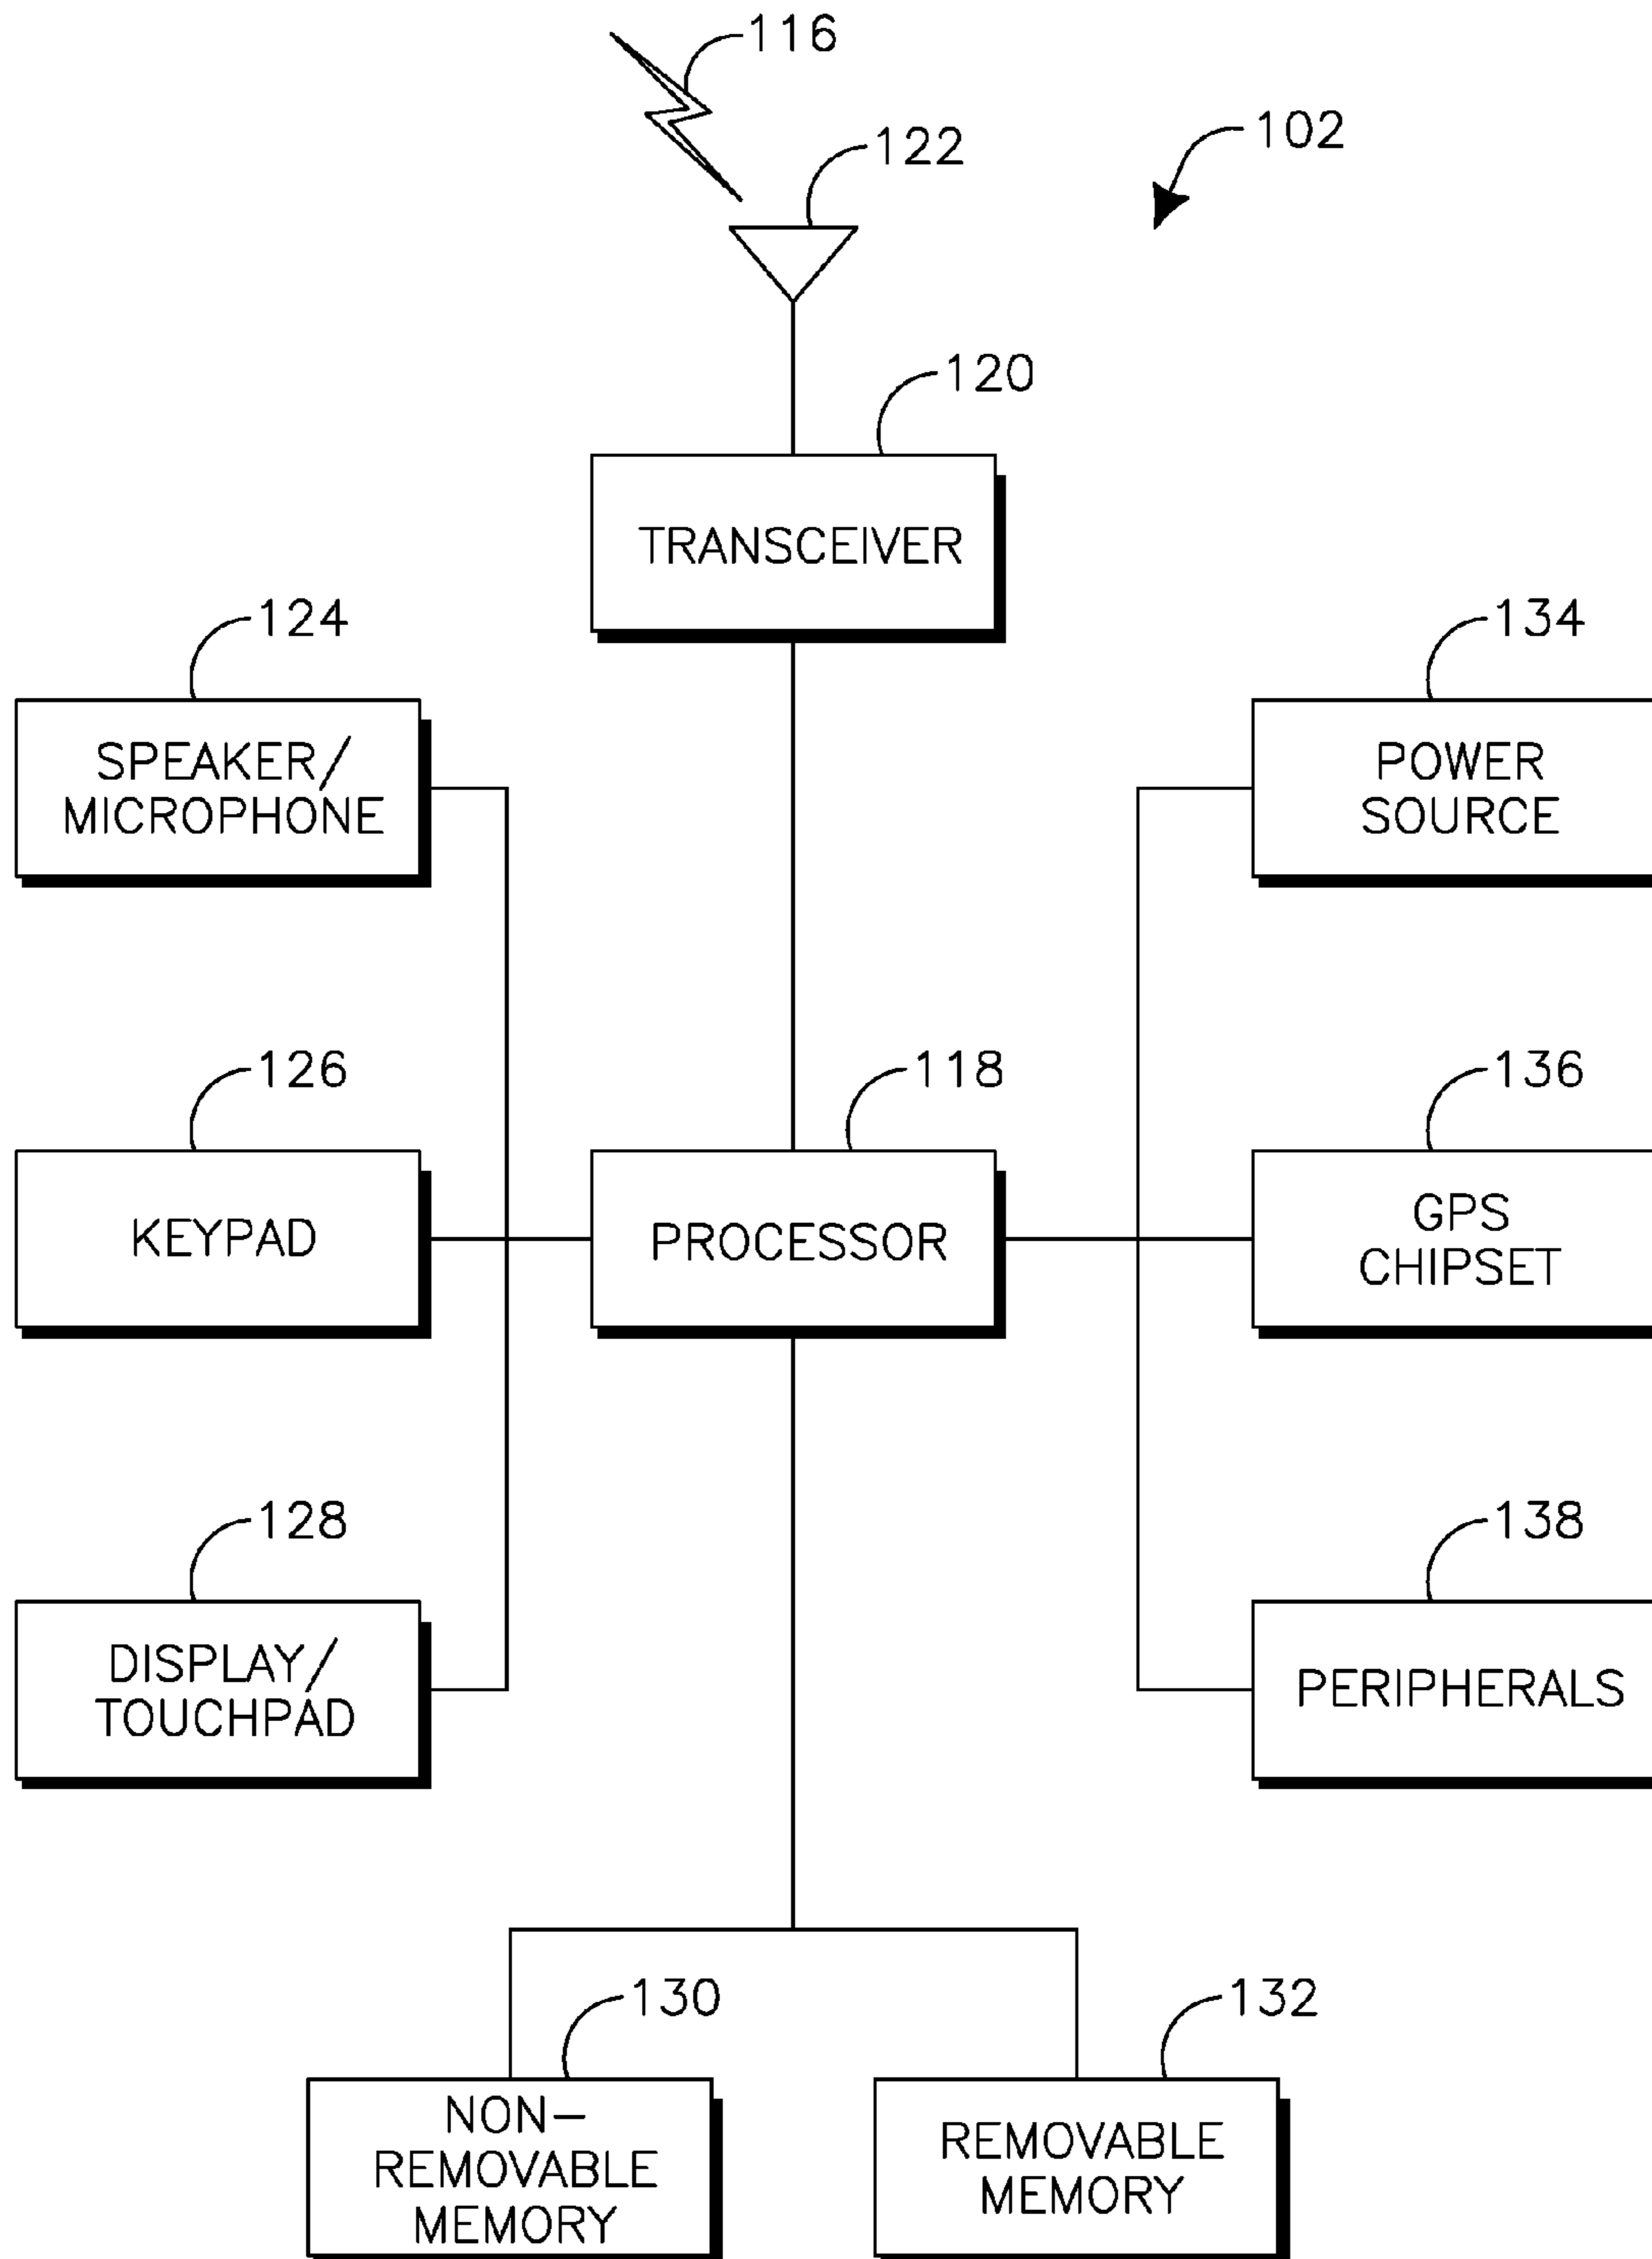 116
122
102
120
TRANSCEIVER
124
134
SPEAKER/
MICROPHONE
POWER
SOURCE
126
118
136
KEYPAD
PROCESSOR
GPS
CHIPSET
128
138
DISPLAY/
TOUCHPAD
PERIPHERALS
130
132
NON-
REMOVABLE
MEMORY
REMOVABLE
MEMORY